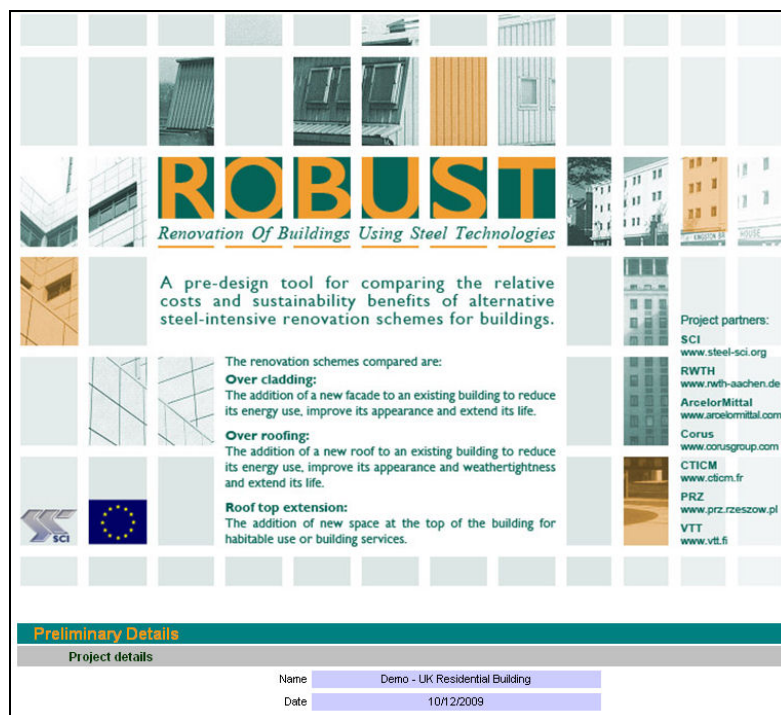 ROBUST
Renovation Of Buildings Using Steel Technologies
A pre-design tool for comparing the relative
costs and sustainability benefits of alternative
steel-intensive renovation schemes for buildings.
The renovation schemes compared are:
Over cladding:
The addition of a new facade to an existing building to reduce
its energy use, improve its appearance and extend its life.
Over roofing:
The addition of a new roof to an existing building to reduce
its energy use, improve its appearance and weathertightness
and extend its life.
Roof top extension:
The addition of new space at the top of the building for
habitable use or building services.
KINGSTON
HOUSE
Project partners:
SCI
www.steel-sci.org
RWTH
www.rwth-aachen.de
ArcelorMittal
www.arcelormittal.com
Corus
www.corusgroup.com
CTICM
www.cticm.fr
PRZ
www.prz.rzeszow.pl
VTT
www.vtt.fi
SCI
Preliminary Details
Project details
Name Demo - UK Residential Building
Date 10/12/2009